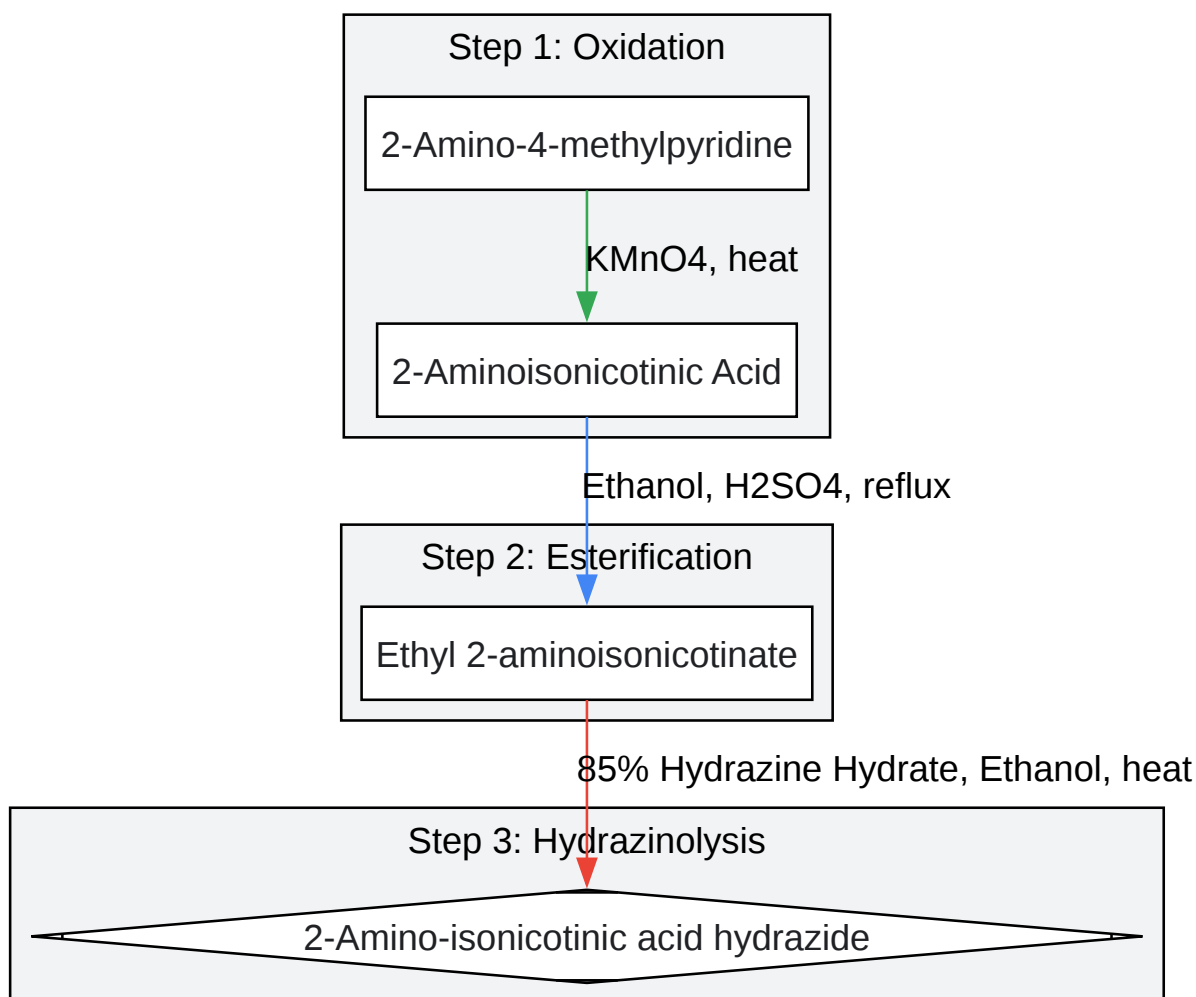 Step 1: Oxidation
2-Amino-4-methylpyridine
KMnO4, heat
2-Aminoisonicotinic Acid
Ethanol, H2SO4, reflux
Step 2: Esterification
Ethyl 2-aminoisonicotinate
85% Hydrazine Hydrate, Ethanol, heat
Step 3: Hydrazinolysis
2-Amino-isonicotinic acid hydrazide